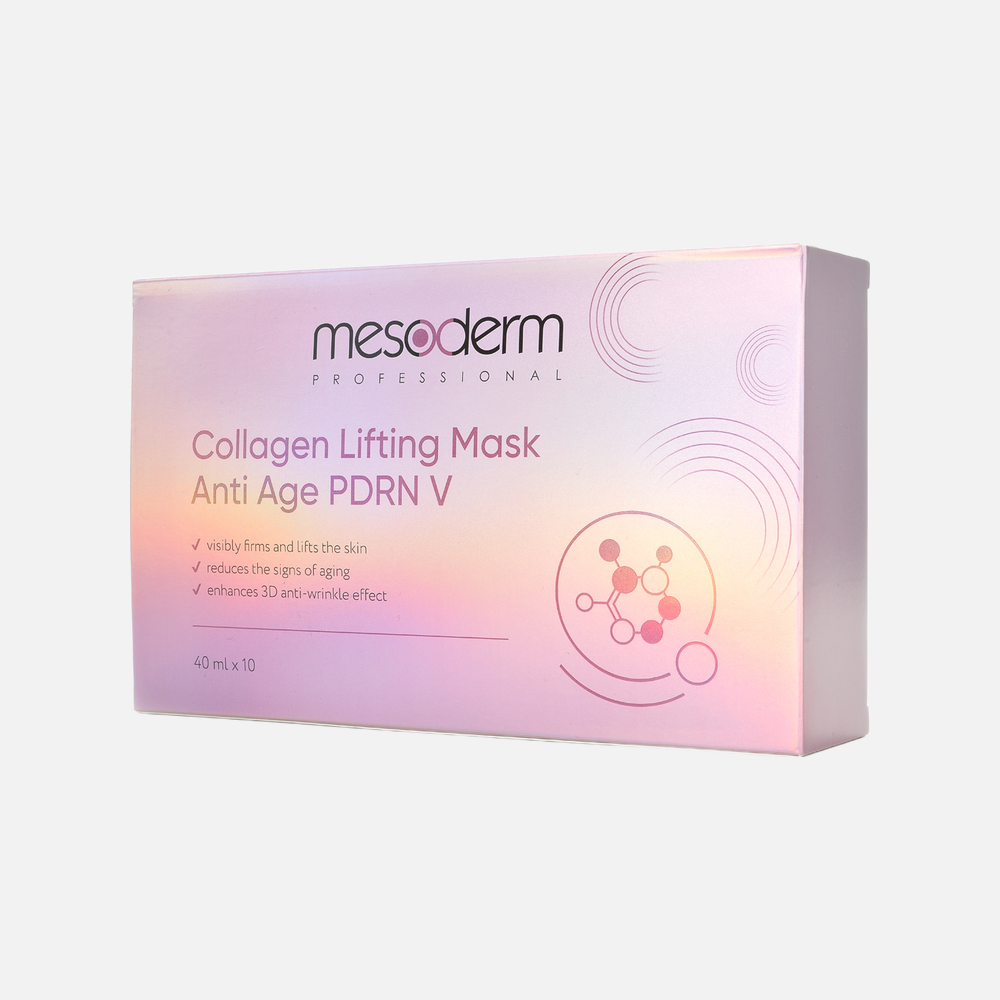 mesoderm
PROFESSIONAL
Collagen Lifting Mask
Anti Age PDRN V
✓ visibly firms and lifts the skin
✓ reduces the signs of aging
✓ enhances 3D anti-wrinkle effect
40 ml x 10